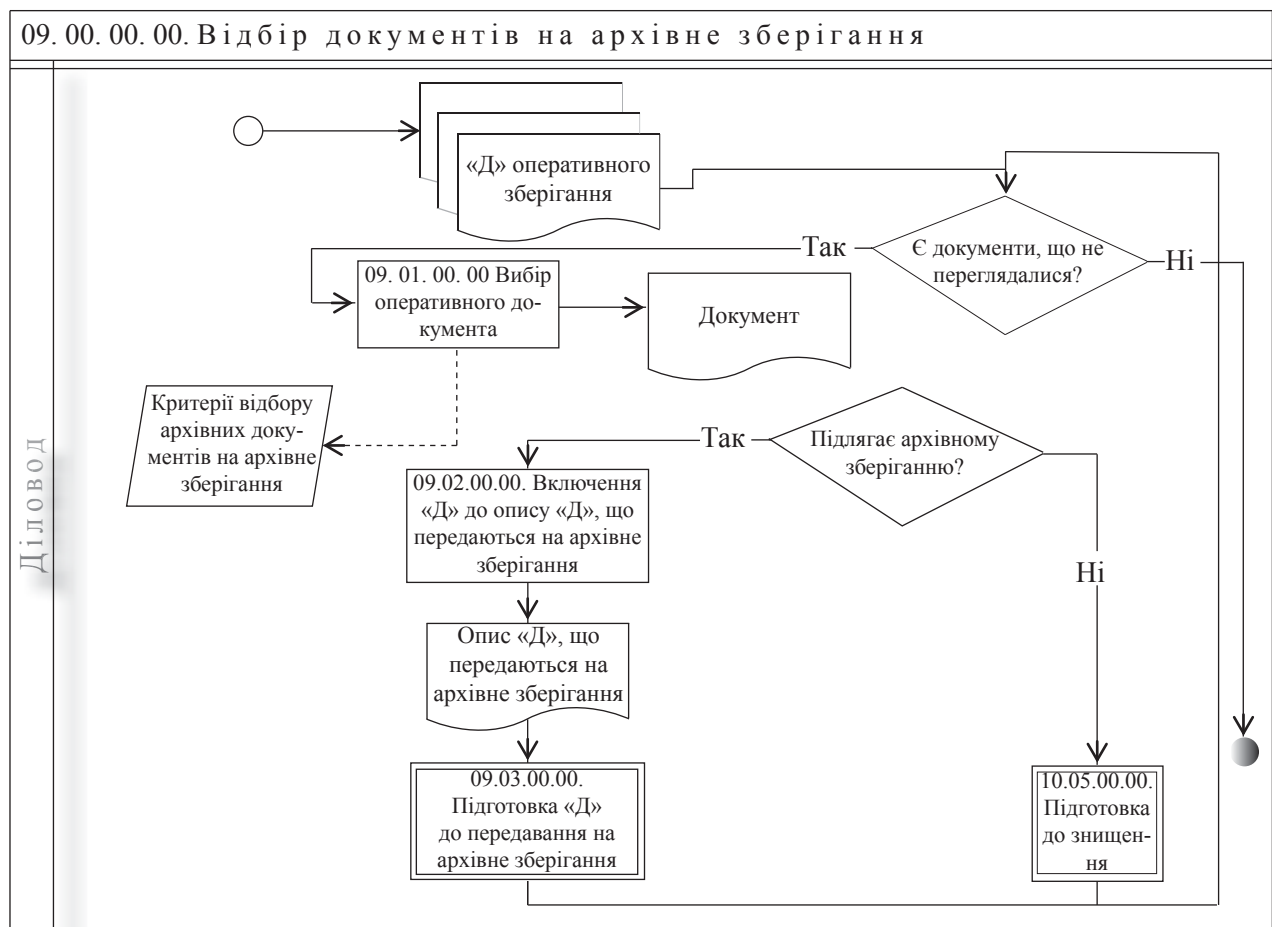 09. 00. 00. 00. Відбір документів на архівне зберігання
Діловод
«Д» оперативного
зберігання
Є документи, що не
переглядалися?
Так
Ні
09. 01. 00. 00 Вибір
оперативного до-
кумента
Документ
Критерії відбору
архівних доку-
ментів на архівне
зберігання
Підлягає архівному
зберіганню?
Так
Ні
09.02.00.00. Включення
«Д» до опису «Д», що
передаються на архівне
зберігання
Опис «Д», що
передаються на
архівне зберігання
09.03.00.00.
Підготовка «Д»
до передавання на
архівне зберігання
10.05.00.00.
Підготовка
до знищен-
ня